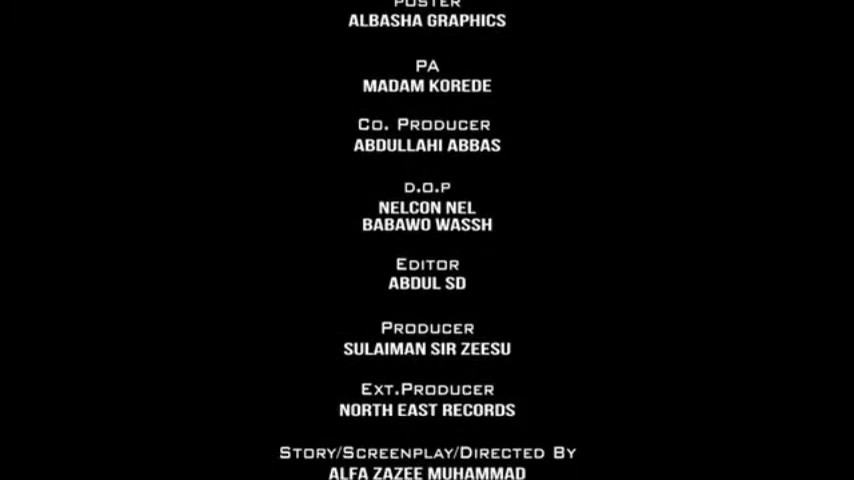 POSTER
ALBASHA GRAPHICS
PA
MADAM KOREDE
CO. PRODUCER
ABDULLAHI ABBAS
D.O.P
NELCON NEL
BABAWO WASSH
EDITOR
ABDUL SD
PRODUCER
SULAIMAN SIR ZEESU
EXT.PRODUCER
NORTH EAST RECORDS
STORY/SCREENPLAY/DIRECTED BY
ALFA ZAZEE MUHAMMAD